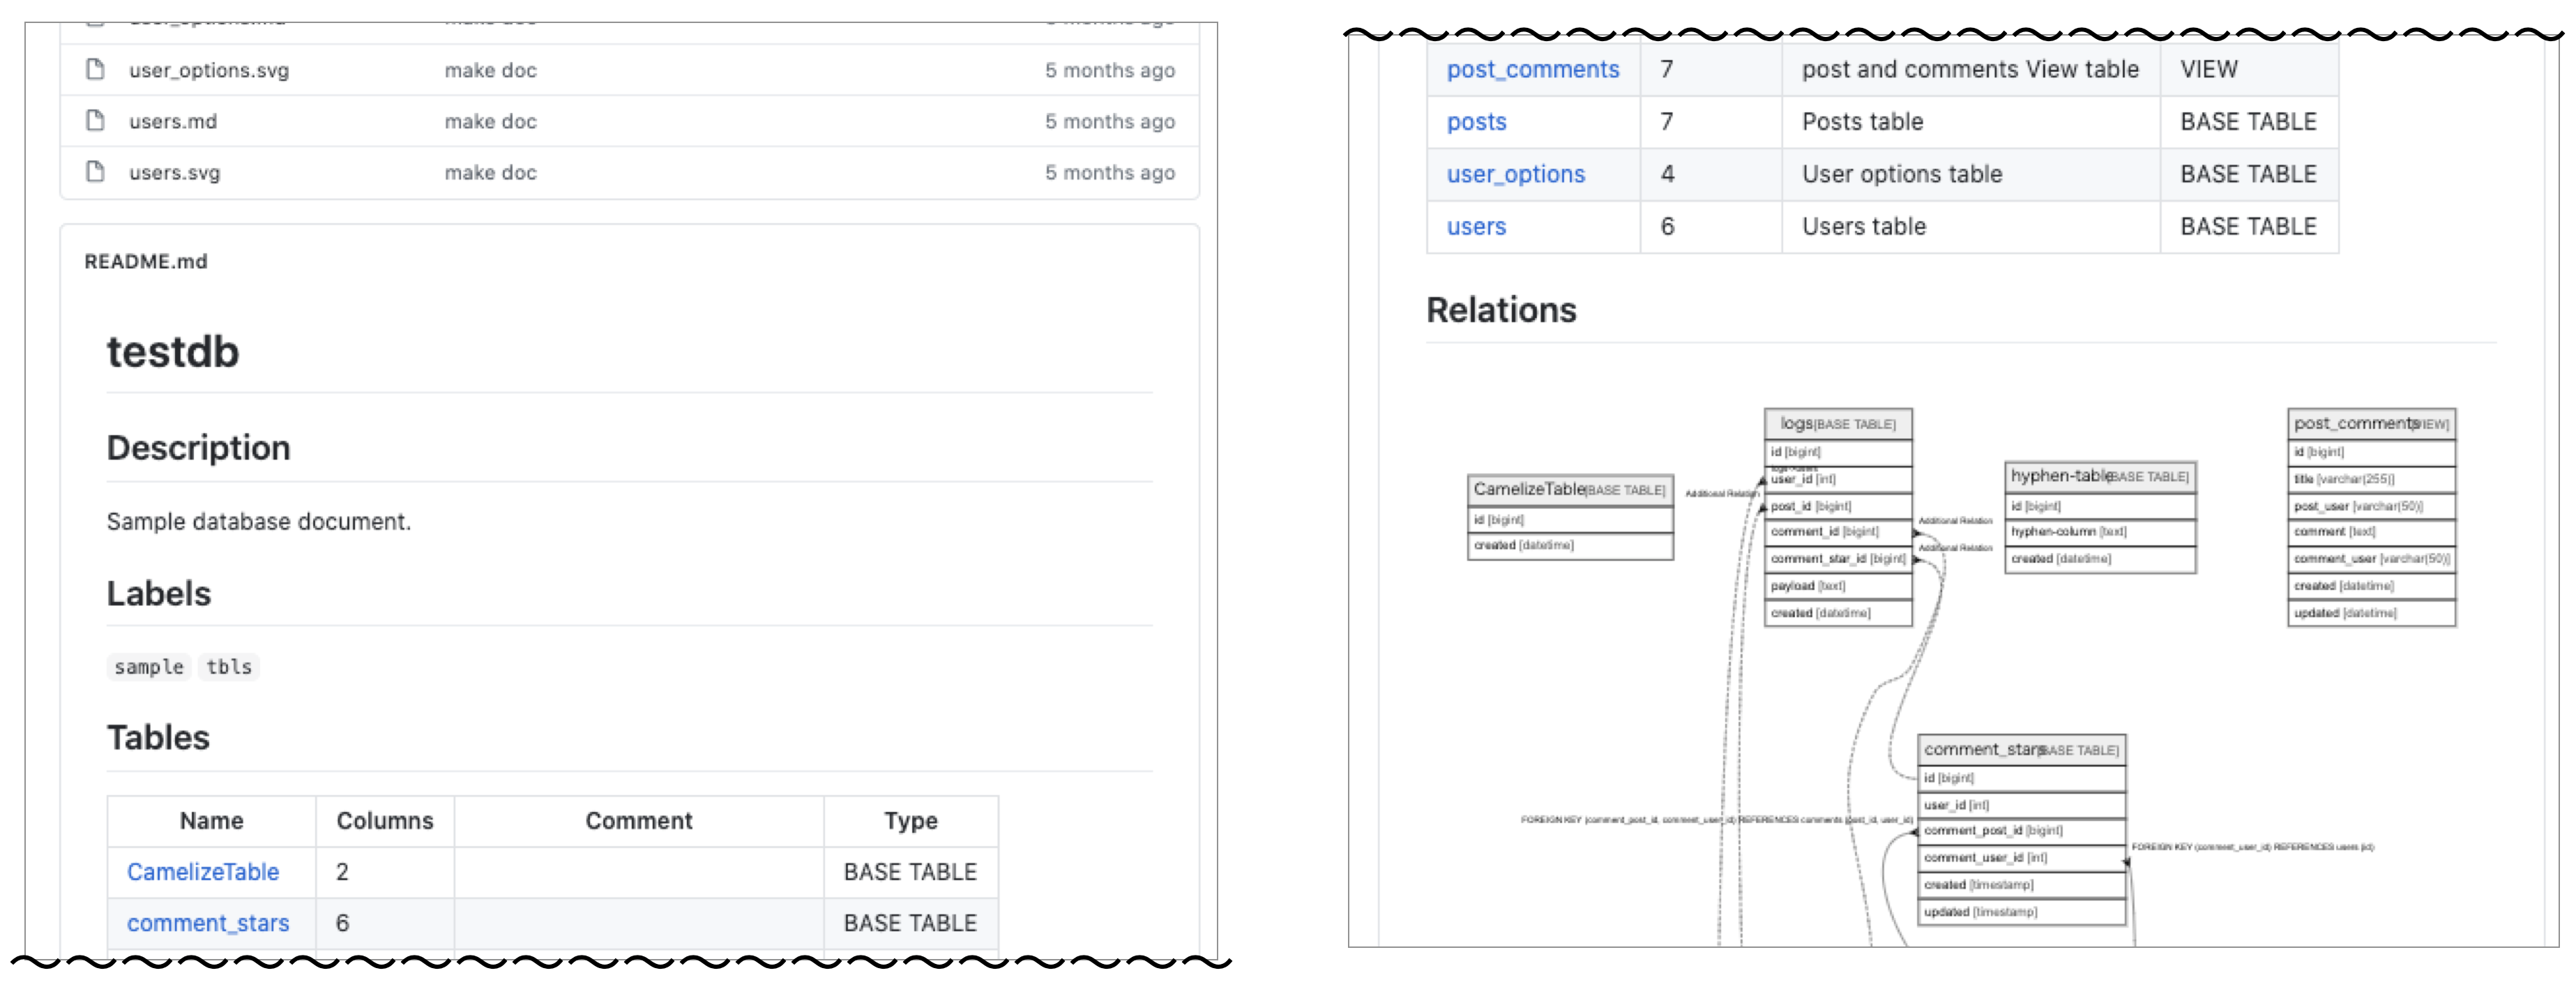 user_options.md make doc 5 months ago
user_options.svg make doc 5 months ago
users.md make doc 5 months ago
users.svg make doc 5 months ago
README.md
testdb
Description
Sample database document.
Labels
sample tbls
Tables
Name Columns Comment Type
CamelizeTable 2 BASE TABLE
comment_stars 6 BASE TABLE
post_comments 7 post and comments View table VIEW
posts 7 Posts table BASE TABLE
user_options 4 User options table BASE TABLE
users 6 Users table BASE TABLE
Relations
CamelizeTable [BASE TABLE]
id [bigint]
created [datetime]
Additional Relation
logs [BASE TABLE]
id [bigint]
user_id [int]
post_id [bigint]
comment_id [bigint]
comment_star_id [bigint]
payload [text]
created [datetime]
Additional Relation
Additional Relation
hyphen-table [BASE TABLE]
id [bigint]
hyphen-column [text]
created [datetime]
post_comments [VIEW]
id [bigint]
title [varchar(255)]
post_user [varchar(50)]
comment [text]
comment_user [varchar(50)]
created [datetime]
updated [datetime]
comment_stars [BASE TABLE]
id [bigint]
user_id [int]
comment_post_id [bigint]
comment_user_id [int]
created [timestamp]
updated [timestamp]
FOREIGN KEY (comment_post_id, comment_user_id) REFERENCES comments (post_id, user_id)
FOREIGN KEY (comment_user_id) REFERENCES users (id)